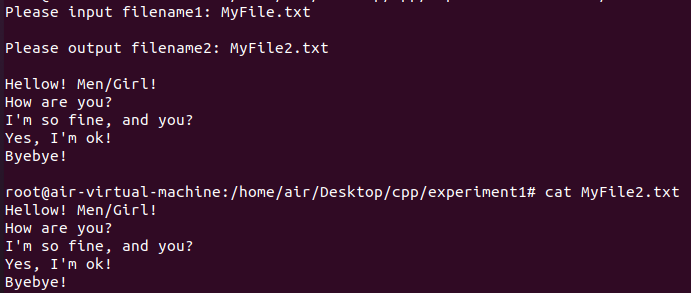 Please input filename1: MyFile.txt
Please output filename2: MyFile2.txt
Hellow! Men/Girl!
How are you?
I'm so fine, and you?
Yes, I'm ok!
Byebye!
root@air-virtual-machine:/home/air/Desktop/cpp/experiment1# cat MyFile2.txt
Hellow! Men/Girl!
How are you?
I'm so fine, and you?
Yes, I'm ok!
Byebye!